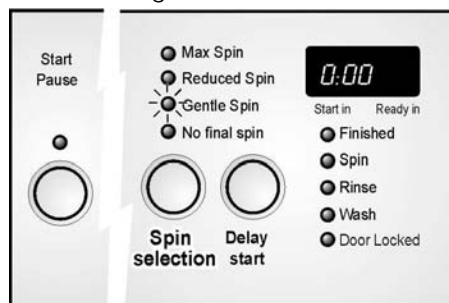 Start
Pause
Max Spin
Reduced Spin
Gentle Spin
No final spin
Spin
selection
Delay
start
0:00
Start in Ready in
Finished
Spin
Rinse
Wash
Door Locked